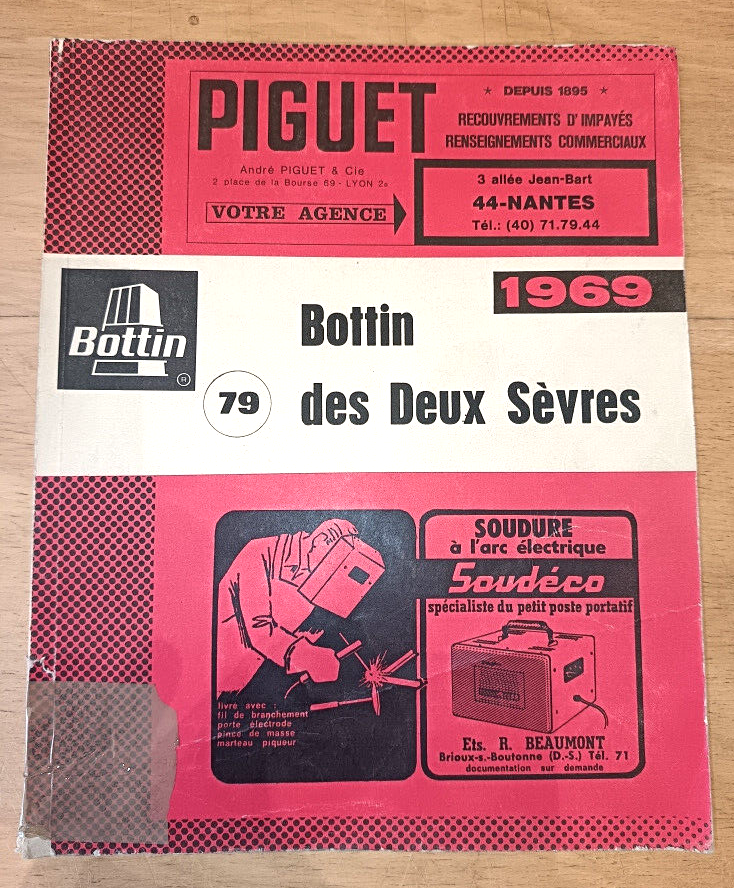 PIGUET
★ DEPUIS 1895 ★
RECOUVREMENTS D'IMPAYÉS
RENSEIGNEMENTS COMMERCIAUX
André PIGUET & Cie
2 place de la Bourse 69 - LYON 2e
VOTRE AGENCE
3 allée Jean-Bart
44-NANTES
Tél.: (40) 71.79.44
1969
Bottin
®
79
Bottin
des Deux Sèvres
SOUDURE
à l'arc électrique
Soudéco
spécialiste du petit poste portatif
livré avec :
fil de branchement
porte électrode
pince de masse
marteau piqueur
Ets. R. BEAUMONT
Brioux-s.-Boutonne (D.-S.) Tél. 71
documentation sur demande